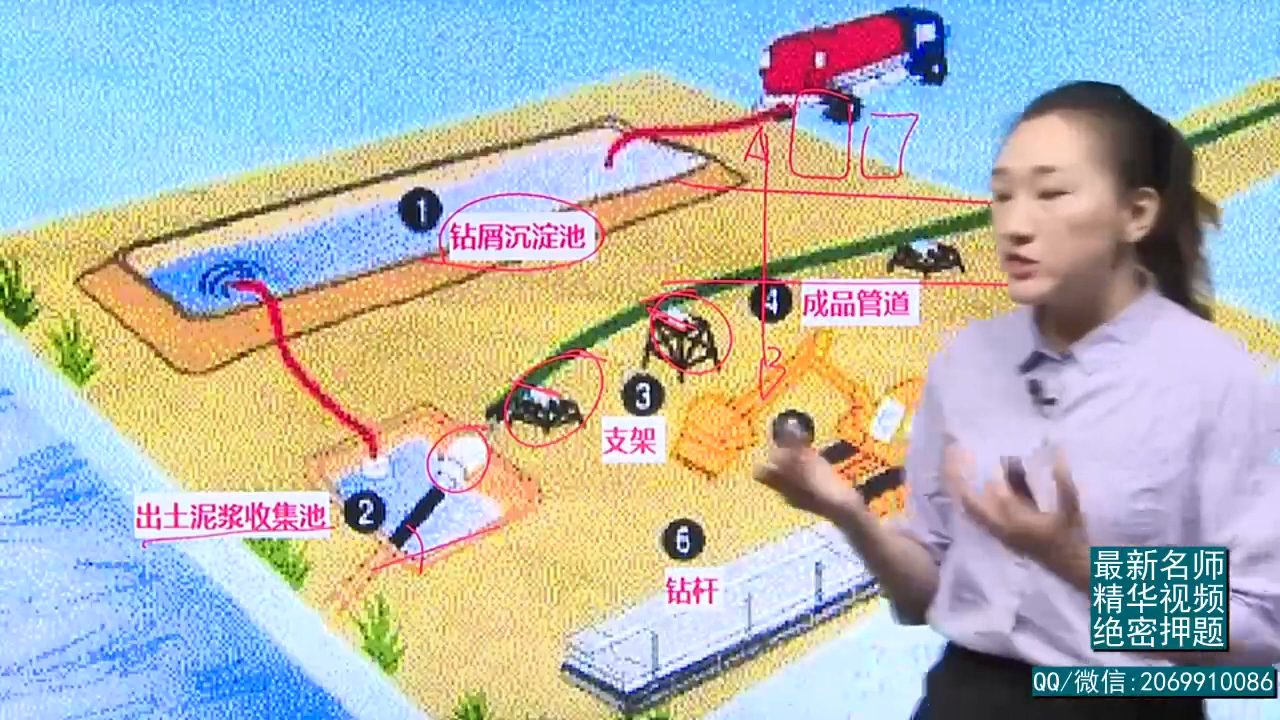 1
钻屑沉淀池
4
成品管道
3
支架
出土泥浆收集池
2
6
钻杆
A
B
最新名师
精华视频
绝密押题
QQ/微信:2069910086